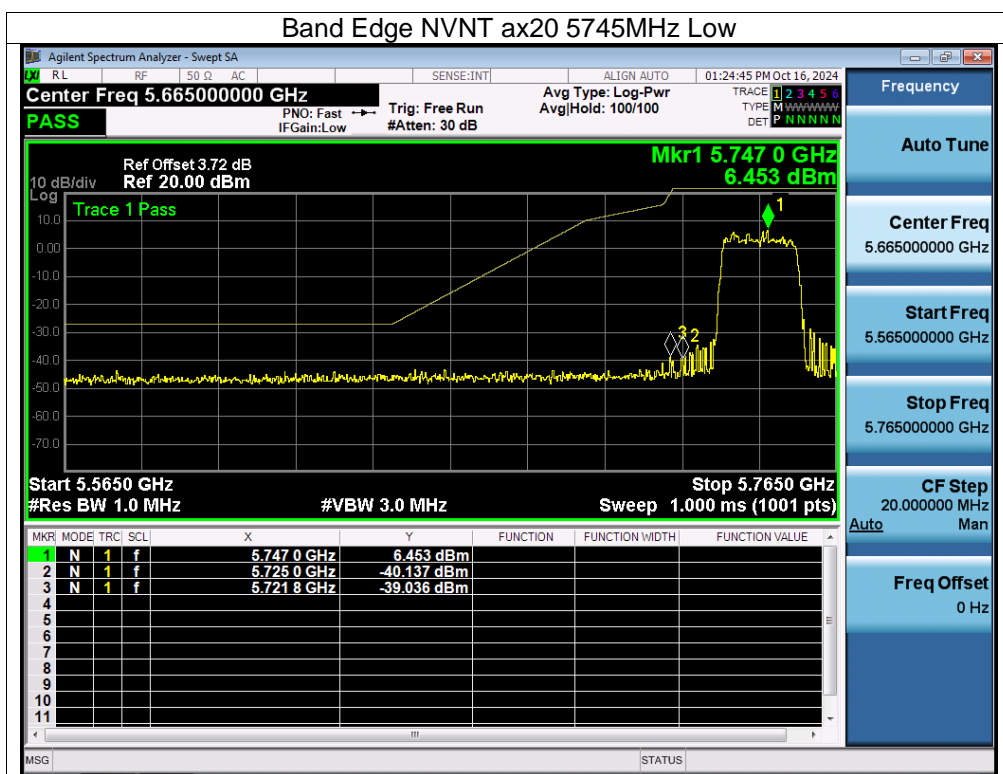 Band Edge NVNT ax20 5745MHz Low
Agilent Spectrum Analyzer - Swept SA
LXI RL RF 50 Ω AC SENSE:INT ALIGN AUTO 01:24:45 PM Oct 16, 2024
Center Freq 5.665000000 GHz
PASS
PNO: Fast
IFGain:Low
Trig: Free Run
#Atten: 30 dB
Avg Type: Log-Pwr
Avg|Hold: 100/100
TRACE 1 2 3 4 5 6
TYPE M WWWWW
DET P N N N N N
Mkr1 5.747 0 GHz
6.453 dBm
Ref Offset 3.72 dB
10 dB/div Ref 20.00 dBm
Log
Trace 1 Pass
10.0
0.00
-10.0
-20.0
-30.0
-40.0
-50.0
-60.0
-70.0
1
3 2
Start 5.5650 GHz Stop 5.7650 GHz
#Res BW 1.0 MHz #VBW 3.0 MHz Sweep 1.000 ms (1001 pts)
MKR MODE TRC SCL X Y FUNCTION FUNCTION WIDTH FUNCTION VALUE
1 N 1 f 5.747 0 GHz 6.453 dBm
2 N 1 f 5.725 0 GHz -40.137 dBm
3 N 1 f 5.721 8 GHz -39.036 dBm
4
5
6
7
8
9
10
11
MSG STATUS
Frequency
Auto Tune
Center Freq
5.665000000 GHz
Start Freq
5.565000000 GHz
Stop Freq
5.765000000 GHz
CF Step
20.000000 MHz
Auto Man
Freq Offset
0 Hz